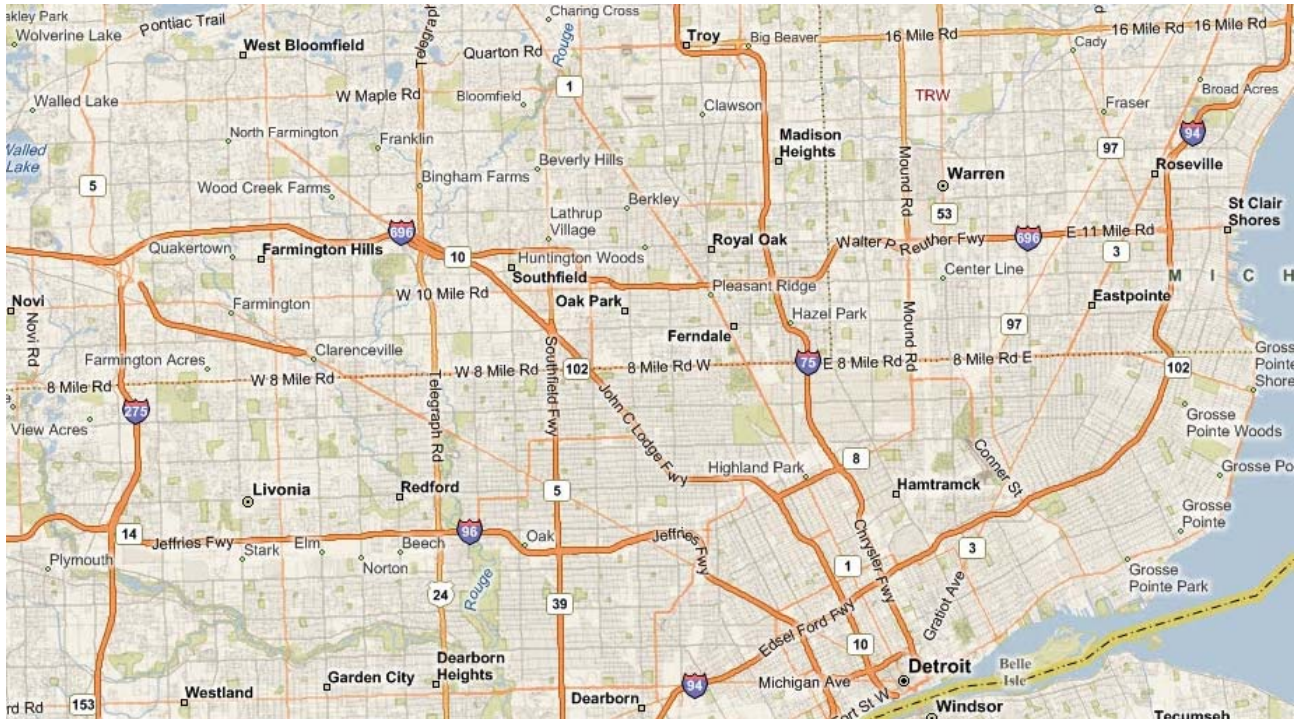 akley Park
Wolverine Lake
Pontiac Trail
West Bloomfield
Telegraph
Charing Cross
Quarton Rd
Rouge
Troy
Big Beaver
16 Mile Rd
Cady
16 Mile Rd
16 Mile Rd
Walled Lake
W Maple Rd
Bloomfield
1
Clawson
TRW
Fraser
Broad Acres
94
North Farmington
Franklin
Madison
Heights
97
Walled
Lake
5
Beverly Hills
Bingham Farms
Mound Rd
Warren
Roseville
Wood Creek Farms
Berkley
Lathrup
Village
53
St Clair
Shores
696
Quakertown
Farmington Hills
10
Huntington Woods
Southfield
Royal Oak
Walter P Reuther Fwy
696
E 11 Mile Rd
3
Center Line
M I C H
Novi
Novi Rd
Farmington
W 10 Mile Rd
Oak Park
Pleasant Ridge
Hazel Park
Ferndale
Mound Rd
97
Eastpointe
Clarenceville
Farmington Acres
8 Mile Rd
W 8 Mile Rd
Telegraph Rd
W 8 Mile Rd
Southfield Fwy
102
8 Mile Rd W
75
E 8 Mile Rd
8 Mile Rd E
102
Grosse
Pointe
Shore
275
View Acres
John C Lodge Fwy
Grosse
Pointe Woods
Conner St
Highland Park
8
Grosse Po
Livonia
Redford
5
Hamtramck
Grosse
Pointe
14
Jeffries Fwy
Plymouth
Stark
Elm
Norton
Beech
96
Oak
Jeffries Fwy
Chrysler Fwy
3
Grosse
Pointe Park
24
Rouge
39
1
Edsel Ford Fwy
10
Gratiot Ave
Dearborn
Heights
Garden City
Westland
153
rd Rd
Dearborn
94
Michigan Ave
Fort St W
Detroit
Belle
Isle
Windsor
Tecumseh